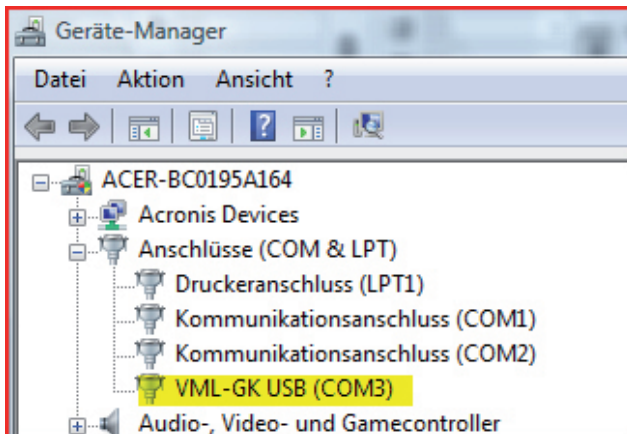 Geräte-Manager
Datei Aktion Ansicht ?
ACER-BC0195A164
Acronis Devices
Anschlüsse (COM & LPT)
Druckeranschluss (LPT1)
Kommunikationsanschluss (COM1)
Kommunikationsanschluss (COM2)
VML-GK USB (COM3)
Audio-, Video- und Gamecontroller